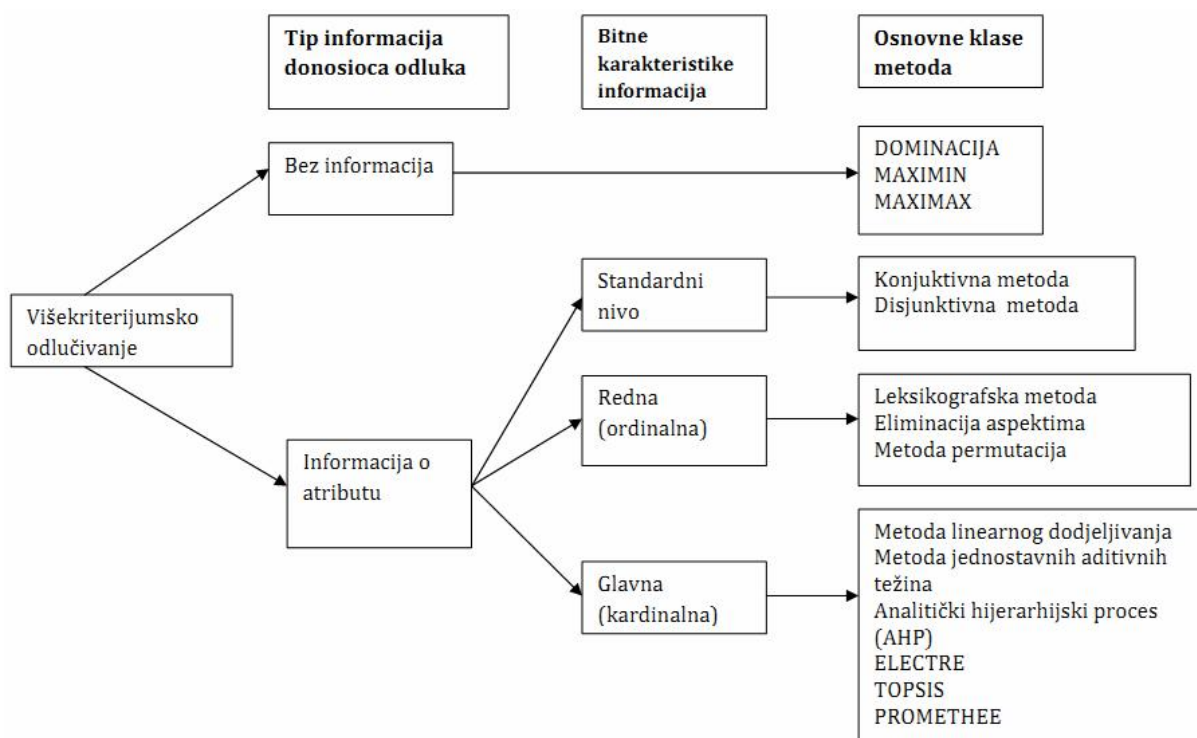 Tip informacija
donosioca odluka
Bitne
karakteristike
informacija
Osnovne klase
metoda
Bez informacija
DOMINACIJA
MAXIMIN
MAXIMAX
Višekriterijumsko
odlučivanje
Standardni
nivo
Konjuktivna metoda
Disjunktivna metoda
Redna
(ordinalna)
Leksikografska metoda
Eliminacija aspektima
Metoda permutacija
Informacija o
atributu
Glavna
(kardinalna)
Metoda linearnog dodjeljivanja
Metoda jednostavnih aditivnih
težina
Analitički hijerarhijski proces
(AHP)
ELECTRE
TOPSIS
PROMETHEE